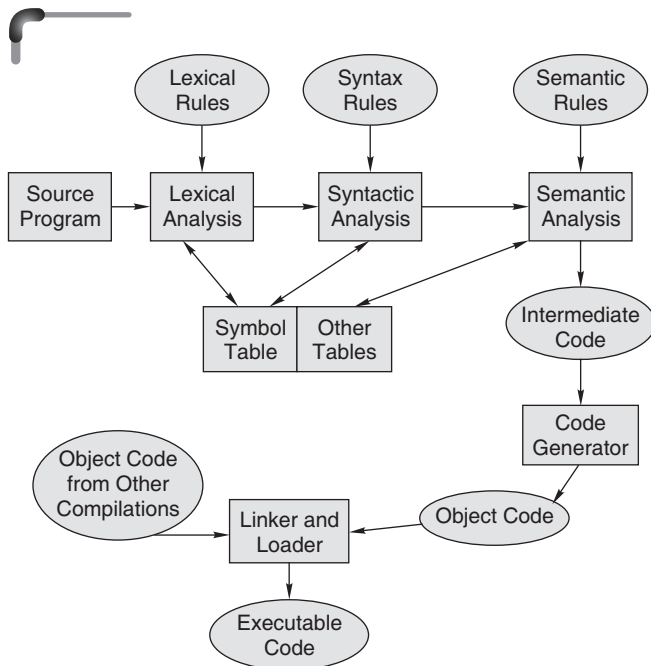 Lexical
Rules
Syntax
Rules
Semantic
Rules
Source
Program
Lexical
Analysis
Syntactic
Analysis
Semantic
Analysis
Symbol
Table
Other
Tables
Intermediate
Code
Code
Generator
Object Code
from Other
Compilations
Linker and
Loader
Object Code
Executable
Code